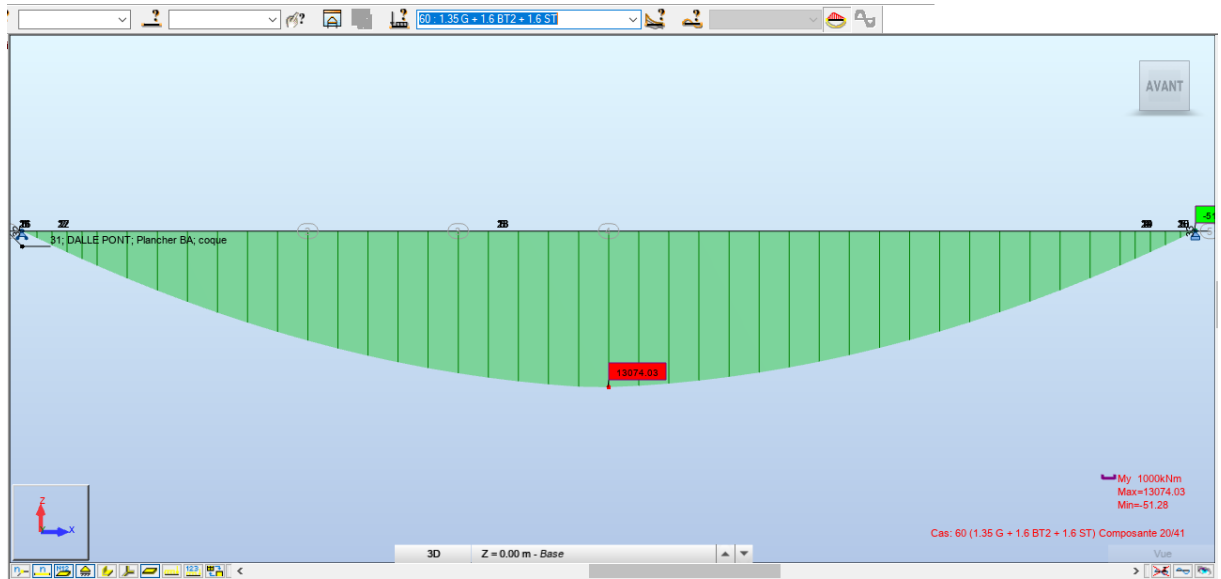 60 : 1.35 G + 1.6 BT2 + 1.6 ST
AVANT
31; DALLE PONT; Plancher BA; coque
13074.03
My 1000kNm
Max=13074.03
Min=-51.28
Cas: 60 (1.35 G + 1.6 BT2 + 1.6 ST) Composante 20/41
Z
X
3D
Z = 0.00 m - Base
Vue